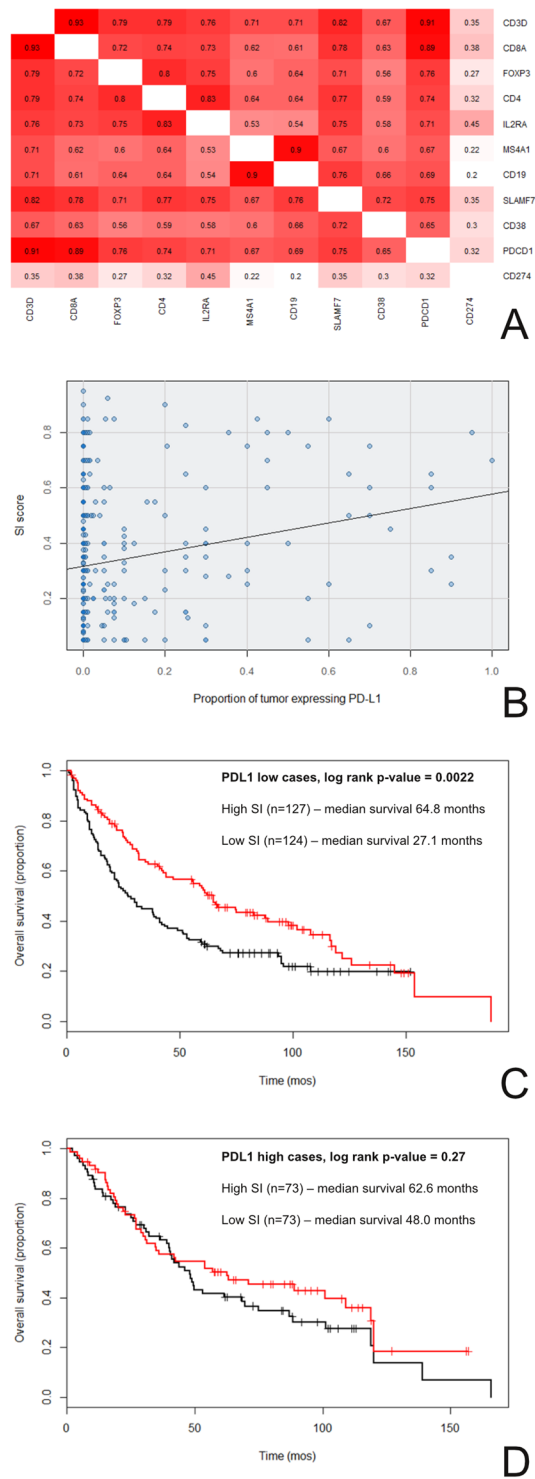 0.93 0.79 0.79 0.76 0.71 0.71 0.82 0.67 0.91 0.35 CD3D
0.93 0.72 0.74 0.73 0.62 0.61 0.78 0.63 0.89 0.38 CD8A
0.79 0.72 0.8 0.75 0.6 0.64 0.71 0.56 0.76 0.27 FOXP3
0.79 0.74 0.8 0.83 0.64 0.64 0.77 0.59 0.74 0.32 CD4
0.76 0.73 0.75 0.83 0.53 0.54 0.75 0.58 0.71 0.45 IL2RA
0.71 0.62 0.6 0.64 0.53 0.9 0.67 0.6 0.67 0.22 MS4A1
0.71 0.61 0.64 0.64 0.54 0.9 0.76 0.66 0.69 0.2 CD19
0.82 0.78 0.71 0.77 0.75 0.67 0.76 0.72 0.75 0.35 SLAMF7
0.67 0.63 0.56 0.59 0.58 0.6 0.66 0.72 0.65 0.3 CD38
0.91 0.89 0.76 0.74 0.71 0.67 0.69 0.75 0.65 0.32 PDCD1
0.35 0.38 0.27 0.32 0.45 0.22 0.2 0.35 0.3 0.32 CD274
CD3D CD8A FOXP3 CD4 IL2RA MS4A1 CD19 SLAMF7 CD38 PDCD1 CD274
A
SI score
0.8
0.6
0.4
0.2
0.0 0.2 0.4 0.6 0.8 1.0
Proportion of tumor expressing PD-L1
B
Overall survival (proportion)
1.0
0.8
0.6
0.4
0.2
0.0
PDL1 low cases, log rank p-value = 0.0022
High SI (n=127) – median survival 64.8 months
Low SI (n=124) – median survival 27.1 months
0 50 100 150
Time (mos)
C
Overall survival (proportion)
1.0
0.8
0.6
0.4
0.2
0.0
PDL1 high cases, log rank p-value = 0.27
High SI (n=73) – median survival 62.6 months
Low SI (n=73) – median survival 48.0 months
0 50 100 150
Time (mos)
D